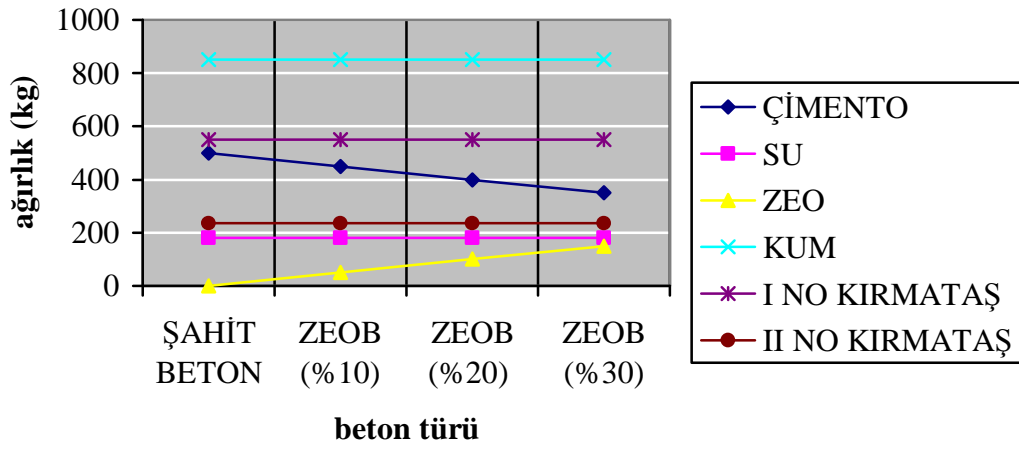 1000
800
600
400
200
0
ağırlık (kg)
ŞAHİT BETON
ZEOB (%10)
ZEOB (%20)
ZEOB (%30)
beton türü
ÇİMENTO
SU
ZEO
KUM
I NO KIRMATAŞ
II NO KIRMATAŞ